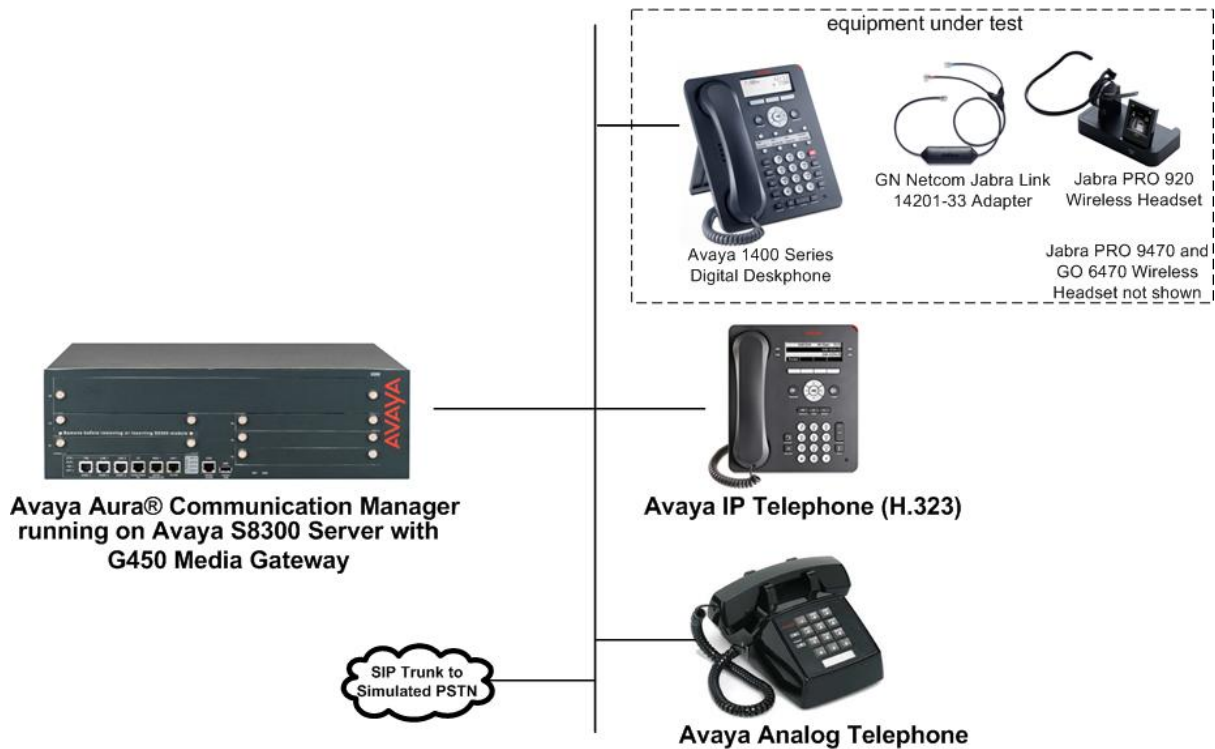 equipment under test
GN Netcom Jabra Link
14201-33 Adapter
Jabra PRO 920
Wireless Headset
Avaya 1400 Series
Digital Deskphone
Jabra PRO 9470 and
GO 6470 Wireless
Headset not shown
AVAYA
Avaya Aura® Communication Manager
running on Avaya S8300 Server with
G450 Media Gateway
Avaya IP Telephone (H.323)
SIP Trunk to
Simulated PSTN
Avaya Analog Telephone